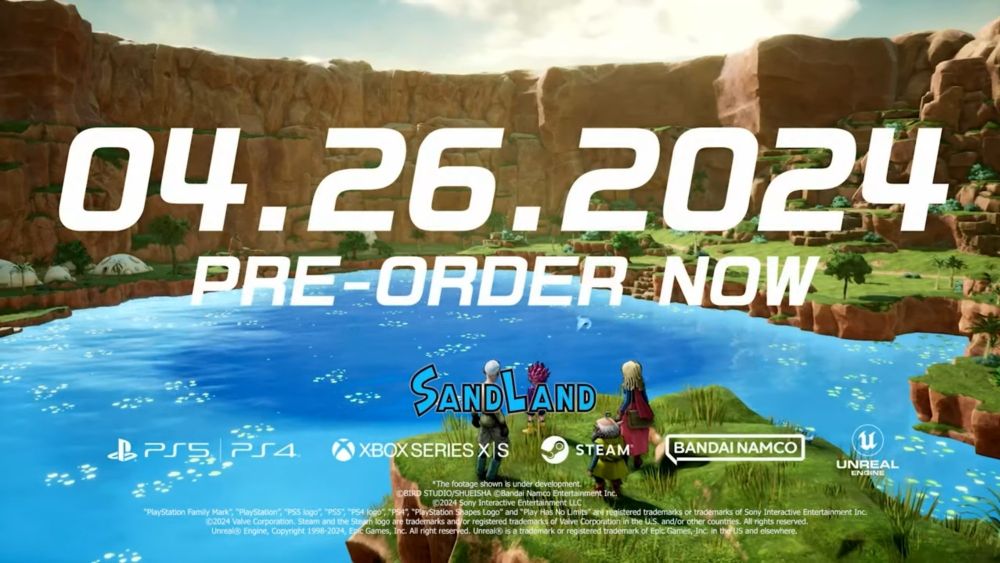 04.26.2024
PRE-ORDER NOW
SANDLAND
PS5 | PS4 XBOX SERIES X|S STEAM BANDAI NAMCO UNREAL ENGINE
*The footage shown is under development.
©BIRD STUDIO/SHUEISHA ©Bandai Namco Entertainment Inc.
©2024 Sony Interactive Entertainment LLC
"PlayStation Family Mark", "PlayStation", "PS5 logo", "PS5", "PS4 logo", "PS4", "PlayStation Shapes Logo" and "Play Has No Limits" are registered trademarks or trademarks of Sony Interactive Entertainment Inc.
©2024 Valve Corporation. Steam and the Steam logo are trademarks and/or registered trademarks of Valve Corporation in the U.S. and/or other countries. All rights reserved.
Unreal® Engine, Copyright 1998-2024, Epic Games, Inc. All right reserved. Unreal® is a trademark or registered trademark of Epic Games, Inc. in the US and elsewhere.